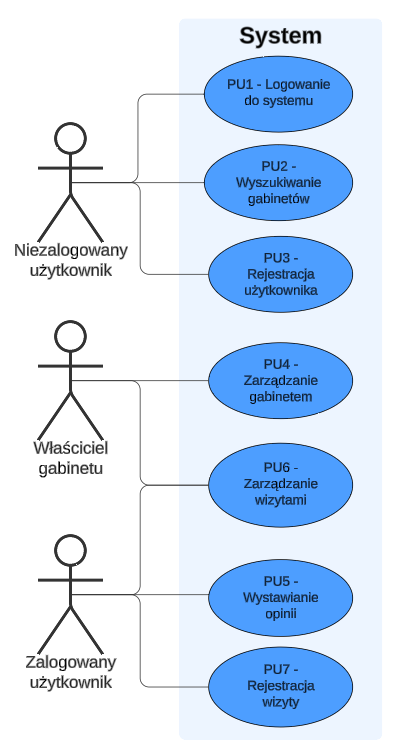 System
PU1 - Logowanie
do systemu
PU2 -
Wyszukiwanie
gabinetów
Niezalogowany
użytkownik
PU3 -
Rejestracja
użytkownika
PU4 -
Zarządzanie
gabinetem
Właściciel
gabinetu
PU6 -
Zarządzanie
wizytami
PU5 -
Wystawianie
opinii
Zalogowany
użytkownik
PU7 -
Rejestracja
wizyty